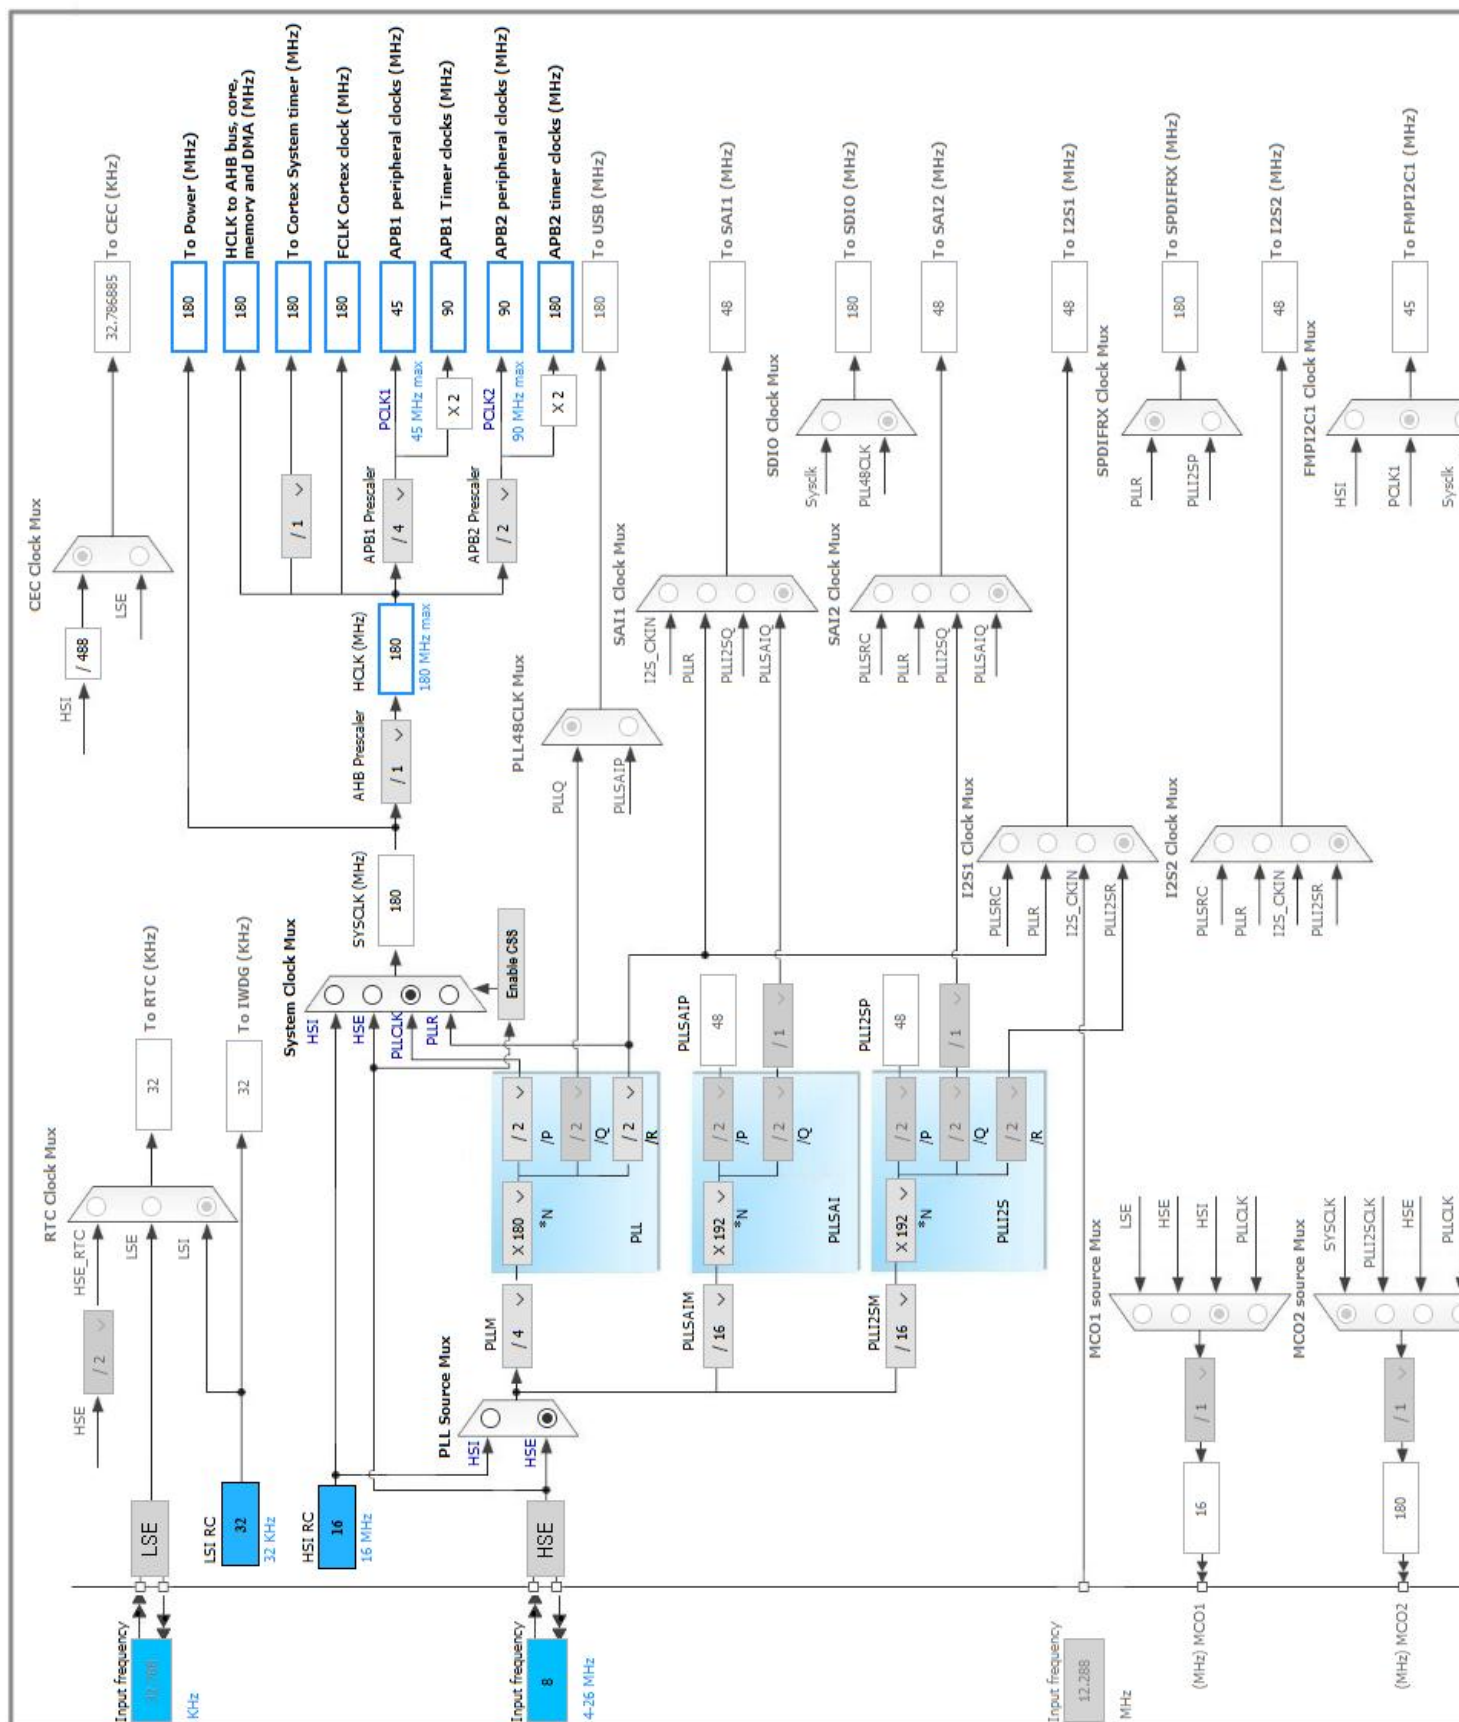 RTC Clock Mux
HSE
/ 2
HSE_RTC
LSE
LSI
To RTC (KHz)
32
To IWDG (KHz)
32
CEC Clock Mux
HSI
/ 488
LSE
32.786885
To CEC (KHz)
Input frequency
KHz
LSE
LSI RC
32
32 KHz
HSI RC
16
16 MHz
Input frequency
8
4-26 MHz
HSE
PLL Source Mux
HSI
HSE
System Clock Mux
HSI
HSE
PLLCLK
PLLR
Enable CSS
SYSCLK (MHz)
180
AHB Prescaler
/ 1
HCLK (MHz)
180
180 MHz max
/ 1
APB1 Prescaler
/ 4
PCLK1
45 MHz max
X 2
APB2 Prescaler
/ 2
PCLK2
90 MHz max
X 2
180
To Power (MHz)
180
HCLK to AHB bus, core,
memory and DMA (MHz)
180
To Cortex System timer (MHz)
180
FCLK Cortex clock (MHz)
45
APB1 peripheral clocks (MHz)
90
APB1 Timer clocks (MHz)
90
APB2 peripheral clocks (MHz)
180
APB2 timer clocks (MHz)
180
To USB (MHz)
PLLM
/ 4
X 180
*N
/ 2
/P
/ 2
/Q
/ 2
/R
PLL
PLL48CLK Mux
PLLQ
PLLSAIP
PLLSAIM
/ 16
X 192
*N
/ 2
/P
/ 2
/Q
PLLSAI
PLLSAIP
48
/ 1
SAI1 Clock Mux
I2S_CKIN
PLLR
PLLI2SQ
PLLSAIQ
48
To SAI1 (MHz)
SDIO Clock Mux
Sysclk
PLL48CLK
180
To SDIO (MHz)
PLLI2SM
/ 16
X 192
*N
/ 2
/P
/ 2
/Q
/ 2
/R
PLLI2S
PLLI2SP
48
/ 1
SAI2 Clock Mux
PLLSRC
PLLR
PLLI2SQ
PLLSAIQ
48
To SAI2 (MHz)
I2S1 Clock Mux
PLLSRC
PLLR
I2S_CKIN
PLLI2SR
48
To I2S1 (MHz)
SPDIFRX Clock Mux
PLLR
PLLI2SP
180
To SPDIFRX (MHz)
I2S2 Clock Mux
PLLSRC
PLLR
I2S_CKIN
PLLI2SR
48
To I2S2 (MHz)
FMPI2C1 Clock Mux
HSI
PCLK1
Sysclk
45
To FMPI2C1 (MHz)
Input frequency
12.288
MHz
MCO1 source Mux
LSE
HSE
HSI
PLLCLK
/ 1
16
(MHz) MCO1
MCO2 source Mux
SYSCLK
PLLI2SCLK
HSE
PLLCLK
/ 1
180
(MHz) MCO2